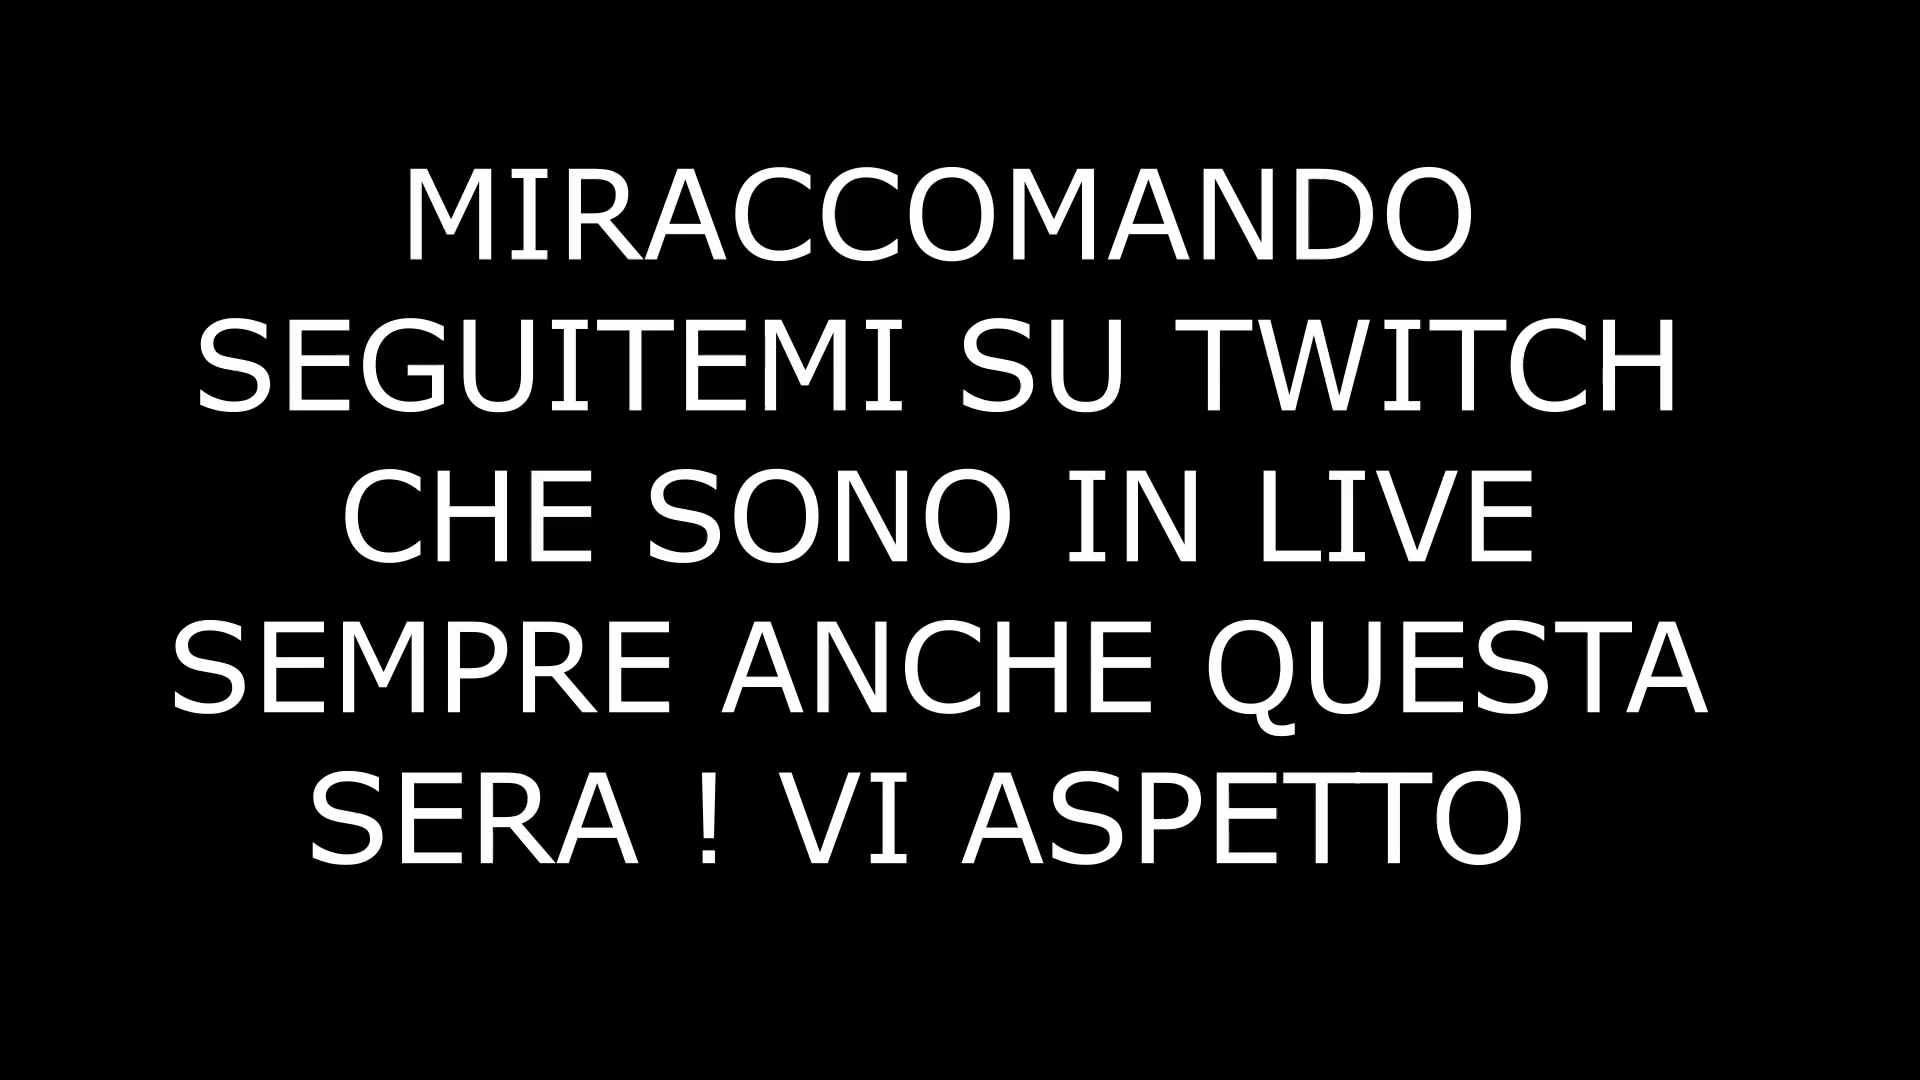 MIRACCOMANDO
SEGUITEMI SU TWITCH
CHE SONO IN LIVE
SEMPRE ANCHE QUESTA
SERA ! VI ASPETTO